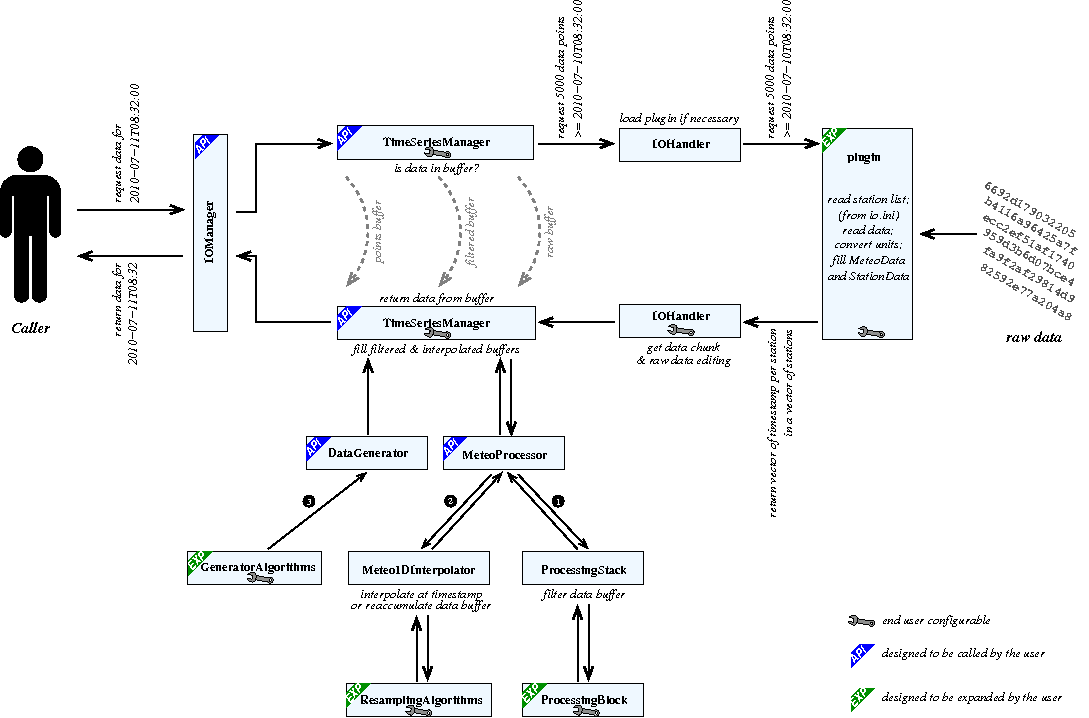 request data for
2010-07-11T08:32:00
return data for
2010-07-11T08:32
Caller
API
IOManager
API
TimeSeriesManager
is data in buffer?
request 5000 data points
>= 2010-07-10T08:32:00
load plugin if necessary
IOHandler
request 5000 data points
>= 2010-07-10T08:32:00
EXP
plugin
read station list;
(from io.ini)
read data;
convert units;
fill MeteoData
and StationData
6692d179032205
b4116a96425a7f
ecc2ef51af1740
959d3b6d07bce4
fa9f2af29814d9
82592e77a204a8
raw data
points buffer
filtered buffer
raw buffer
return data from buffer
API
TimeSeriesManager
fill filtered & interpolated buffers
IOHandler
get data chunk
& raw data editing
return vector of timestamp per station
in a vector of stations
API
DataGenerator
API
MeteoProcessor
3
2
1
EXP
GeneratorAlgorithms
Meteo1DInterpolator
interpolate at timestamp
or reaccumulate data buffer
ProcessingStack
filter data buffer
EXP
ResamplingAlgorithms
EXP
ProcessingBlock
end user configurable
API
designed to be called by the user
EXP
designed to be expanded by the user